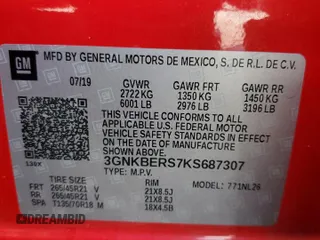 GM
MFD BY GENERAL MOTORS DE MEXICO, S. DE R.L. DE C.V.
07/19 GVWR GAWR FRT GAWR RR
2722 KG 1350 KG 1450 KG
6001 LB 2976 LB 3196 LB
THIS VEHICLE CONFORMS TO ALL APPLICABLE U.S. FEDERAL MOTOR
VEHICLE SAFETY AND THEFT PREVENTION STANDARDS IN EFFECT
ON THE DATE OF MANUFACTURE SHOWN ABOVE.
3GNKBERS7KS687307
TYPE: M.P.V. MODEL: 771NL26
TIRE SIZE RIM
FRT 265/45R21 V 21X8.5J
RR 265/45R21 V 21X8.5J
SPA T135/70R18 M 18X4.5B
DREAMBID